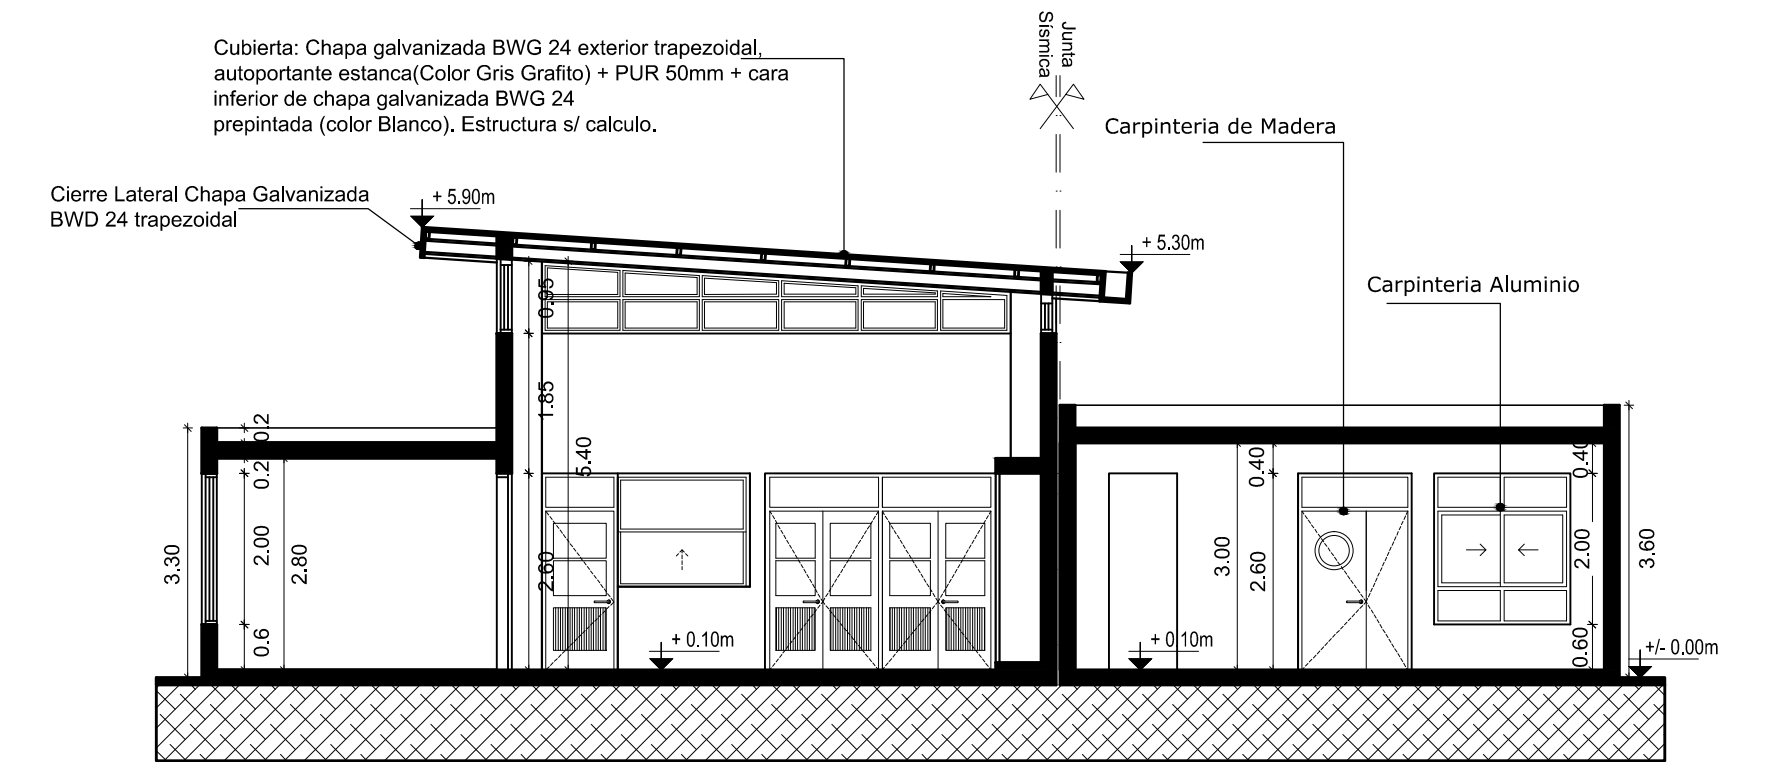 Junta
Sísmica
Cubierta: Chapa galvanizada BWG 24 exterior trapezoidal,
autoportante estanca(Color Gris Grafito) + PUR 50mm + cara
inferior de chapa galvanizada BWG 24
prepintada (color Blanco). Estructura s/ calculo.
Carpinteria de Madera
Cierre Lateral Chapa Galvanizada
BWD 24 trapezoidal
+ 5.90m
+ 5.30m
Carpinteria Aluminio
0.95
1.85
5.40
2.60
0.2
0.2
2.00
2.80
0.6
3.30
+ 0.10m
+ 0.10m
0.40
3.00
2.60
0.40
2.00
0.60
3.60
+/- 0.00m